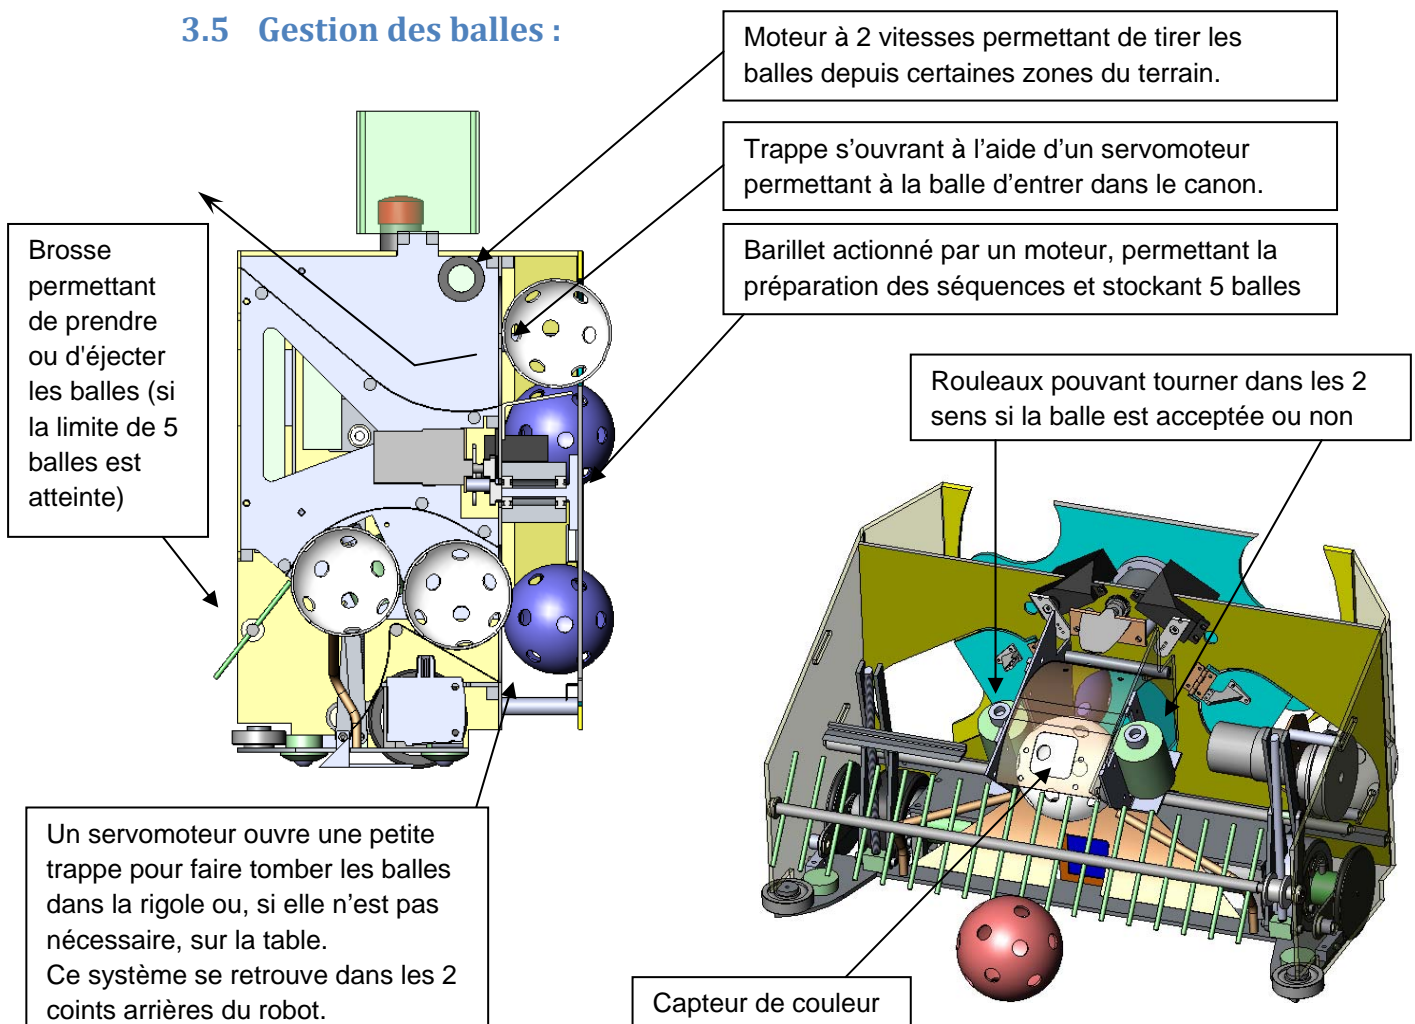 3.5 Gestion des balles :
Moteur à 2 vitesses permettant de tirer les
balles depuis certaines zones du terrain.
Trappe s’ouvrant à l’aide d’un servomoteur
permettant à la balle d’entrer dans le canon.
Barillet actionné par un moteur, permettant la
préparation des séquences et stockant 5 balles
Brosse
permettant
de prendre
ou d'éjecter
les balles (si
la limite de 5
balles est
atteinte)
Rouleaux pouvant tourner dans les 2
sens si la balle est acceptée ou non
Un servomoteur ouvre une petite
trappe pour faire tomber les balles
dans la rigole ou, si elle n’est pas
nécessaire, sur la table.
Ce système se retrouve dans les 2
coints arrières du robot.
Capteur de couleur